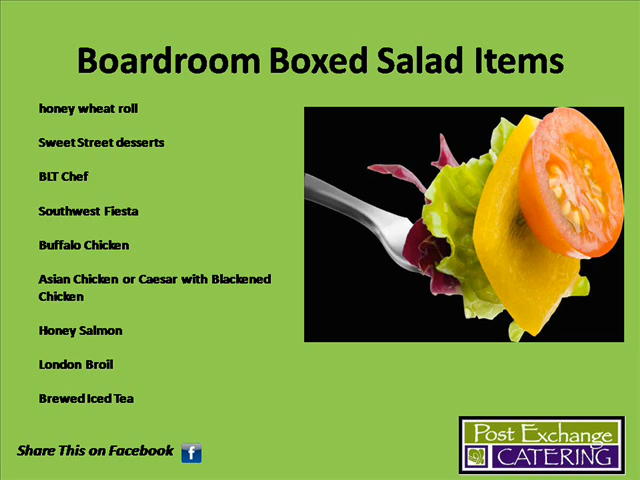 Boardroom Boxed Salad Items
honey wheat roll
Sweet Street desserts
BLT Chef
Southwest Fiesta
Buffalo Chicken
Asian Chicken or Caesar with Blackened
Chicken
Honey Salmon
London Broil
Brewed Iced Tea
Share This on Facebook
f
Post Exchange
CATERING